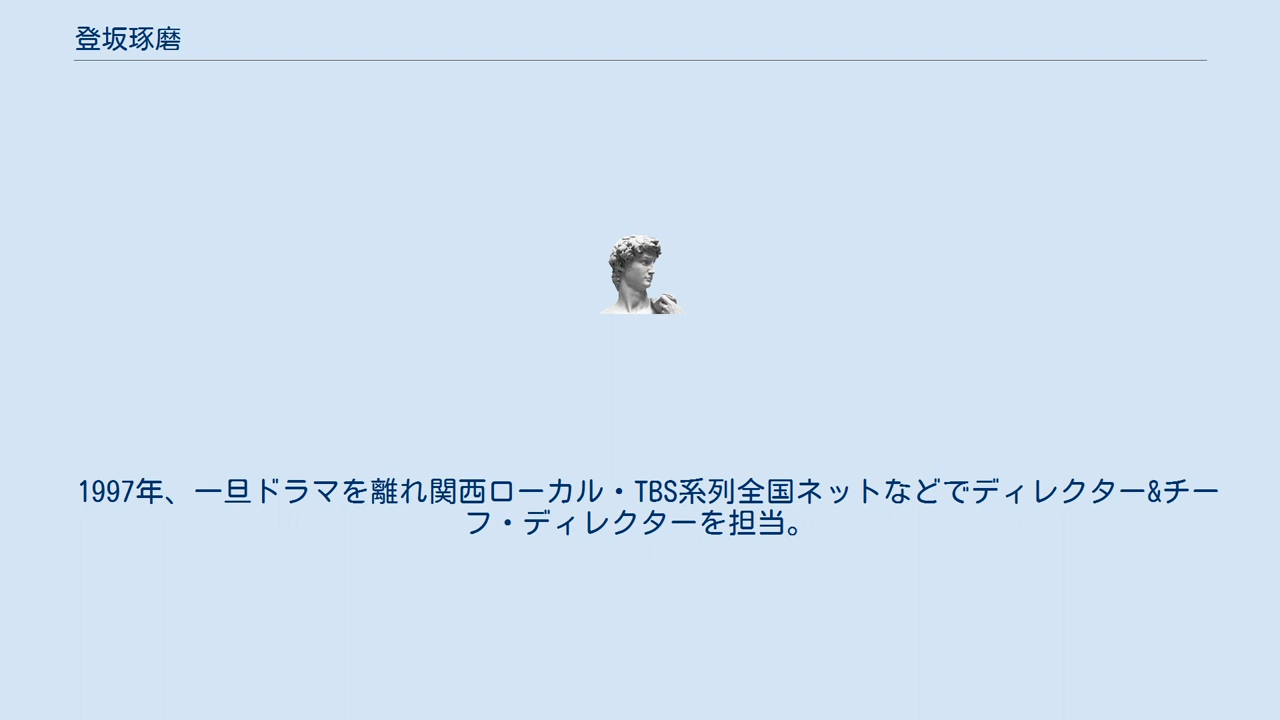 登坂琢磨
1997年、一旦ドラマを離れ関西ローカル・TBS系列全国ネットなどでディレクター&チー
フ・ディレクターを担当。